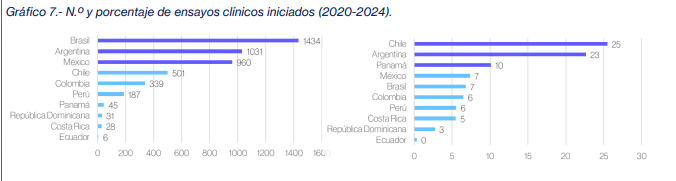 Gráfico 7.- N.º y porcentaje de ensayos clínicos iniciados (2020-2024).
Brasil 1434
Argentina 1031
México 960
Chile 501
Colombia 339
Perú 187
Panamá 45
República Dominicana 31
Costa Rica 28
Ecuador 6
0 200 400 600 800 1000 1200 1400 1600
Chile 25
Argentina 23
Panamá 10
México 7
Brasil 7
Colombia 6
Perú 6
Costa Rica 5
República Dominicana 3
Ecuador 0
0 5 10 15 20 25 30